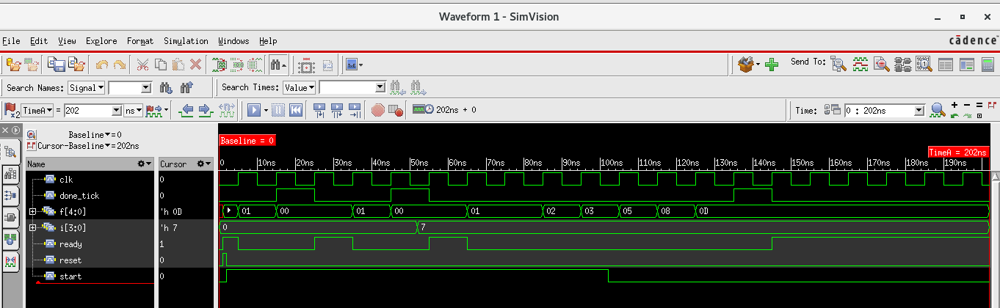 Waveform 1 - SimVision
File Edit View Explore Format Simulation Windows Help
cādence
Send To:
Search Names: Signal
Search Times: Value
x2 TimeA = 202 ns
202ns + 0
Time: 0 : 202ns
Baseline = 0
Cursor-Baseline = 202ns
Baseline = 0
TimeA = 202ns
Name Cursor
0 10ns 20ns 30ns 40ns 50ns 60ns 70ns 80ns 90ns 100ns 110ns 120ns 130ns 140ns 150ns 160ns 170ns 180ns 190ns
clk 0
done_tick 0
f[4:0] 'h 0D 01 00 01 00 01 02 03 05 08 0D
i[3:0] 'h 7 0 7
ready 1
reset 0
start 0